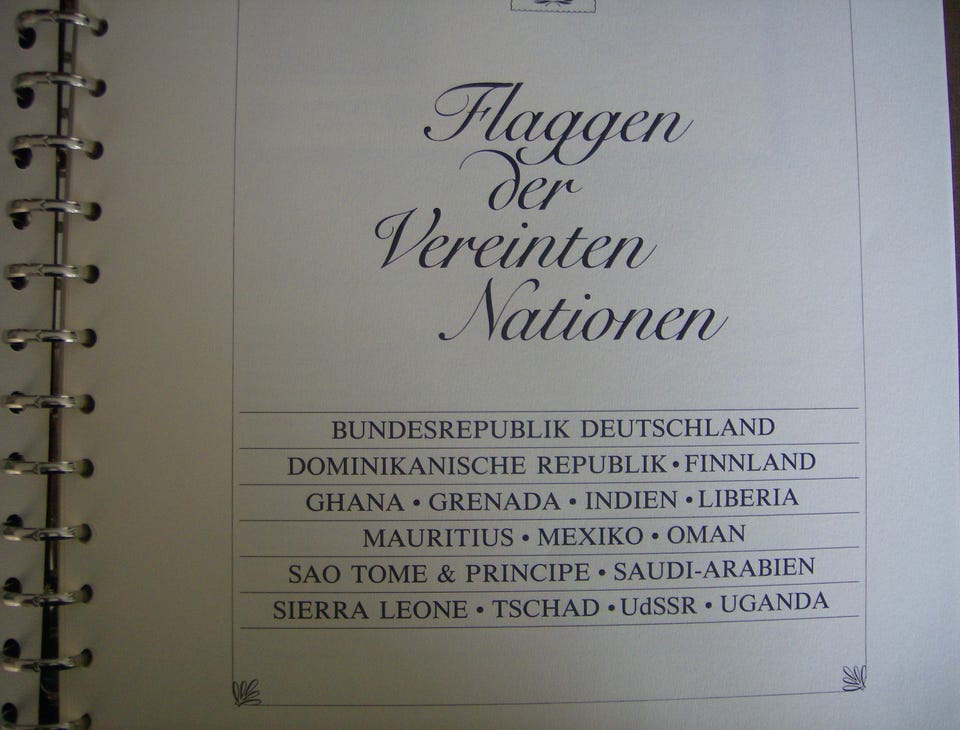 Flaggen
der
Vereinten
Nationen
BUNDESREPUBLIK DEUTSCHLAND
DOMINIKANISCHE REPUBLIK • FINNLAND
GHANA • GRENADA • INDIEN • LIBERIA
MAURITIUS • MEXIKO • OMAN
SAO TOME & PRINCIPE • SAUDI-ARABIEN
SIERRA LEONE • TSCHAD • UdSSR • UGANDA